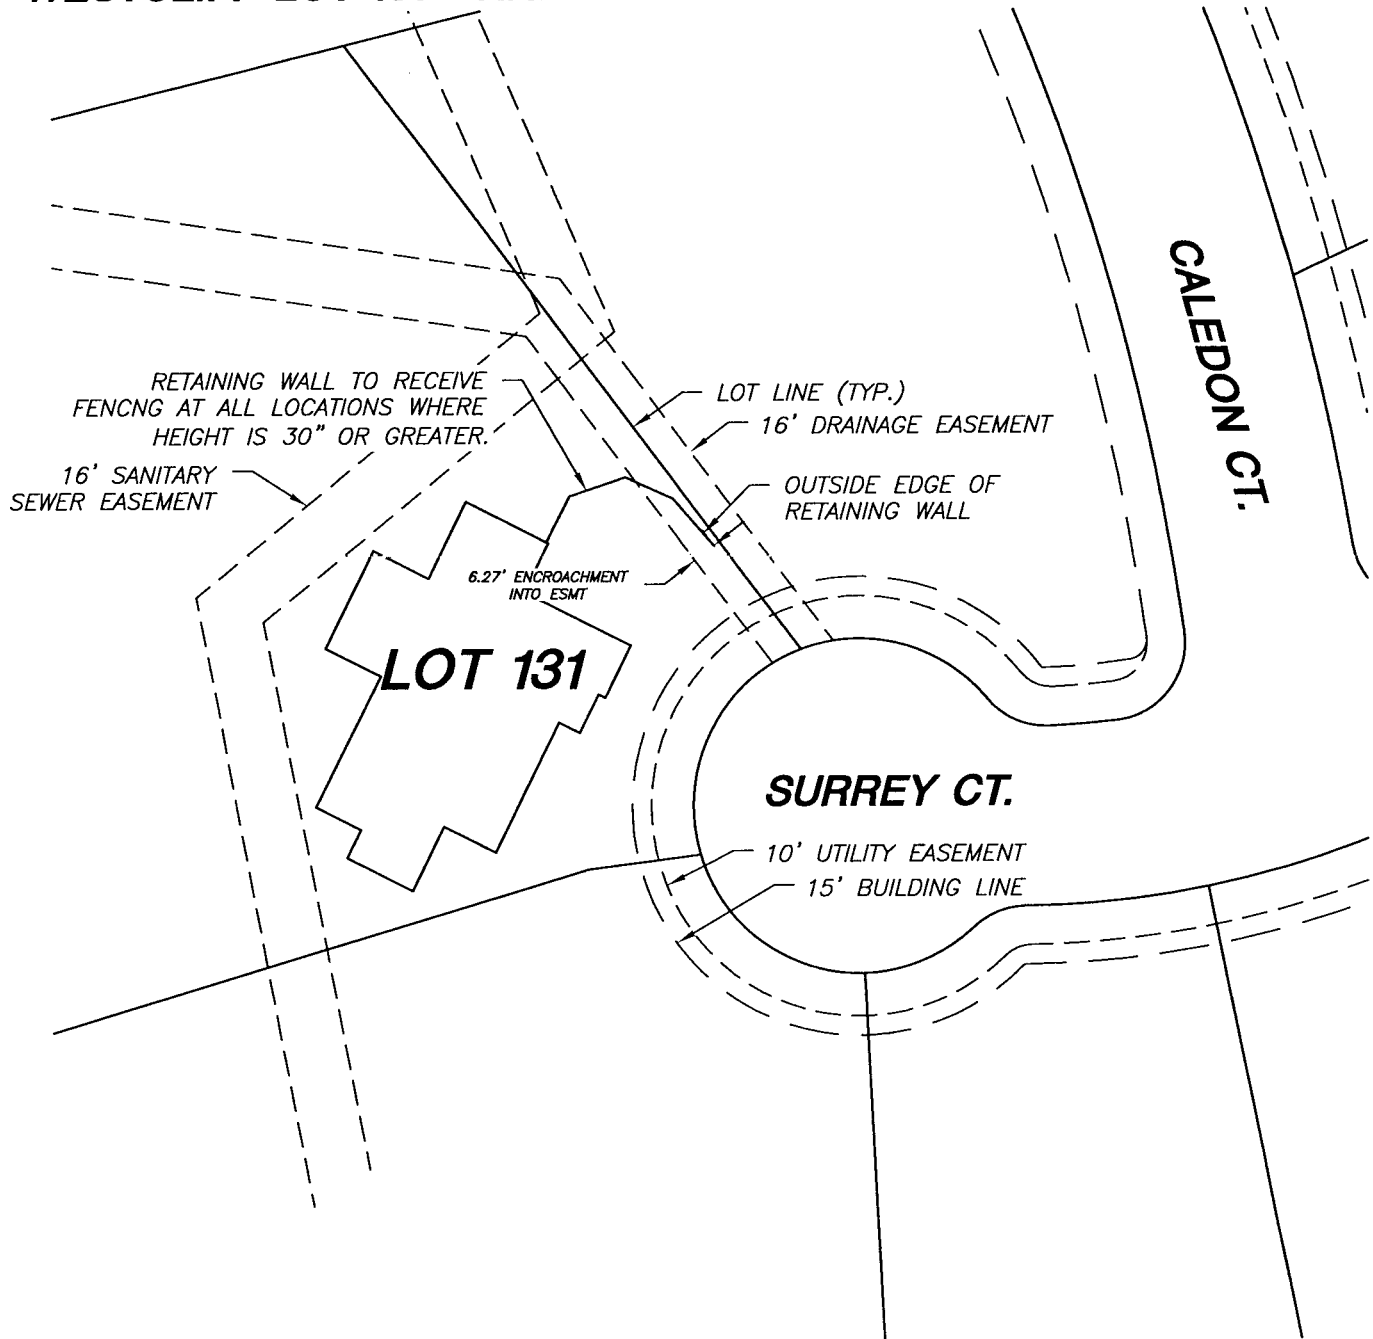 RETAINING WALL TO RECEIVE
FENCNG AT ALL LOCATIONS WHERE
HEIGHT IS 30" OR GREATER.
16' SANITARY
SEWER EASEMENT
LOT LINE (TYP.)
16' DRAINAGE EASEMENT
OUTSIDE EDGE OF
RETAINING WALL
CALEDON CT.
6.27' ENCROACHMENT
INTO ESMT
LOT 131
SURREY CT.
10' UTILITY EASEMENT
15' BUILDING LINE